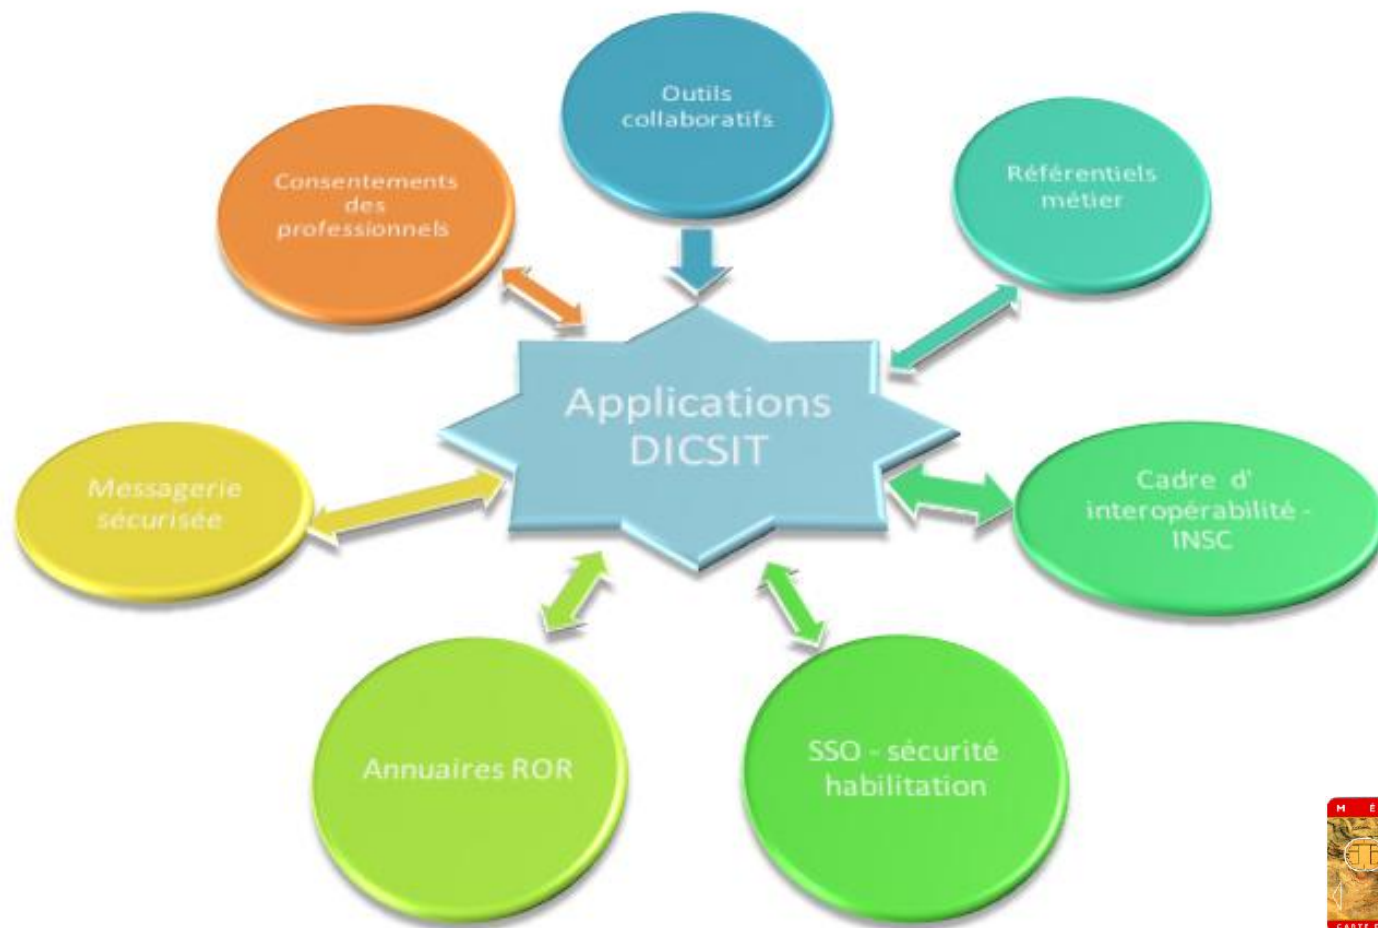 Outils
collaboratifs
Consentements
des
professionnels
Référentiels
métier
Applications
DICSIT
Messagerie
sécurisée
Cadre d'
interopérabilité -
INSC
Annuaires ROR
SSO - sécurité
habilitation